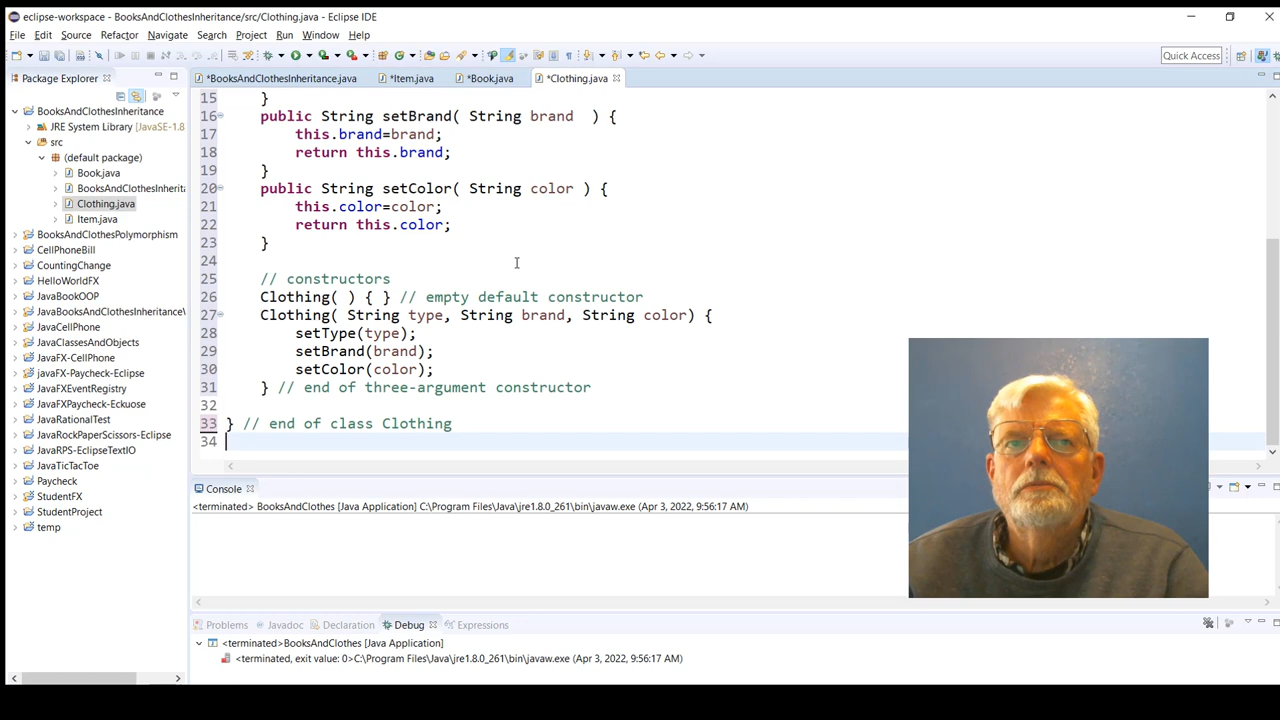 eclipse-workspace - BooksAndClothesInheritance/src/Clothing.java - Eclipse IDE
File Edit Source Refactor Navigate Search Project Run Window Help
Quick Access
Package Explorer
*BooksAndClothesInheritance.java
*Item.java
*Book.java
*Clothing.java
BooksAndClothesInheritance
JRE System Library [JavaSE-1.8
src
(default package)
Book.java
BooksAndClothesInherita
Clothing.java
Item.java
BooksAndClothesPolymorphism
CellPhoneBill
CountingChange
HelloWorldFX
JavaBookOOP
JavaBooksAndClothesInheritance\
JavaCellPhone
JavaClassesAndObjects
JavaFX-CellPhone
javaFX-Paycheck-Eclipse
JavaFXEventRegistry
JavaFXPaycheck-Eckuose
JavaRationalTest
JavaRockPaperScissors-Eclipse
JavaRPS-EclipseTextIO
JavaTicTacToe
Paycheck
StudentFX
StudentProject
temp
15 }
16 public String setBrand( String brand  ) {
17 this.brand=brand;
18 return this.brand;
19 }
20 public String setColor( String color ) {
21 this.color=color;
22 return this.color;
23 }
24
25 // constructors
26 Clothing( ) { } // empty default constructor
27 Clothing( String type, String brand, String color) {
28 setType(type);
29 setBrand(brand);
30 setColor(color);
31 } // end of three-argument constructor
32
33 } // end of class Clothing
34
Console
<terminated> BooksAndClothes [Java Application] C:\Program Files\Java\jre1.8.0_261\bin\javaw.exe (Apr 3, 2022, 9:56:17 AM)
Problems Javadoc Declaration Debug Expressions
<terminated>BooksAndClothes [Java Application]
<terminated, exit value: 0>C:\Program Files\Java\jre1.8.0_261\bin\javaw.exe (Apr 3, 2022, 9:56:17 AM)